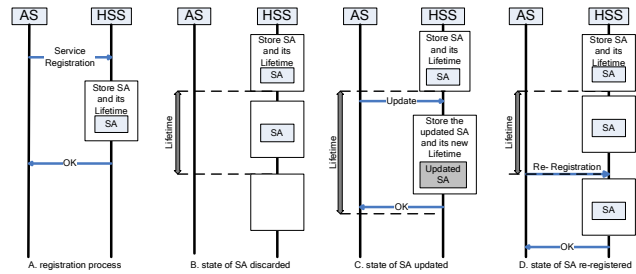 AS
HSS
Service
Registration
Store SA
and its
Lifetime
SA
OK
A. registration process
AS
HSS
Store SA
and its
Lifetime
SA
Lifetime
SA
B. state of SA discarded
AS
HSS
Store SA
and its
Lifetime
SA
Update
Lifetime
Store the
updated SA
and its new
Lifetime
Updated
SA
OK
C. state of SA updated
AS
HSS
Store SA
and its
Lifetime
SA
Lifetime
SA
Re- Registration
SA
OK
D. state of SA re-registered